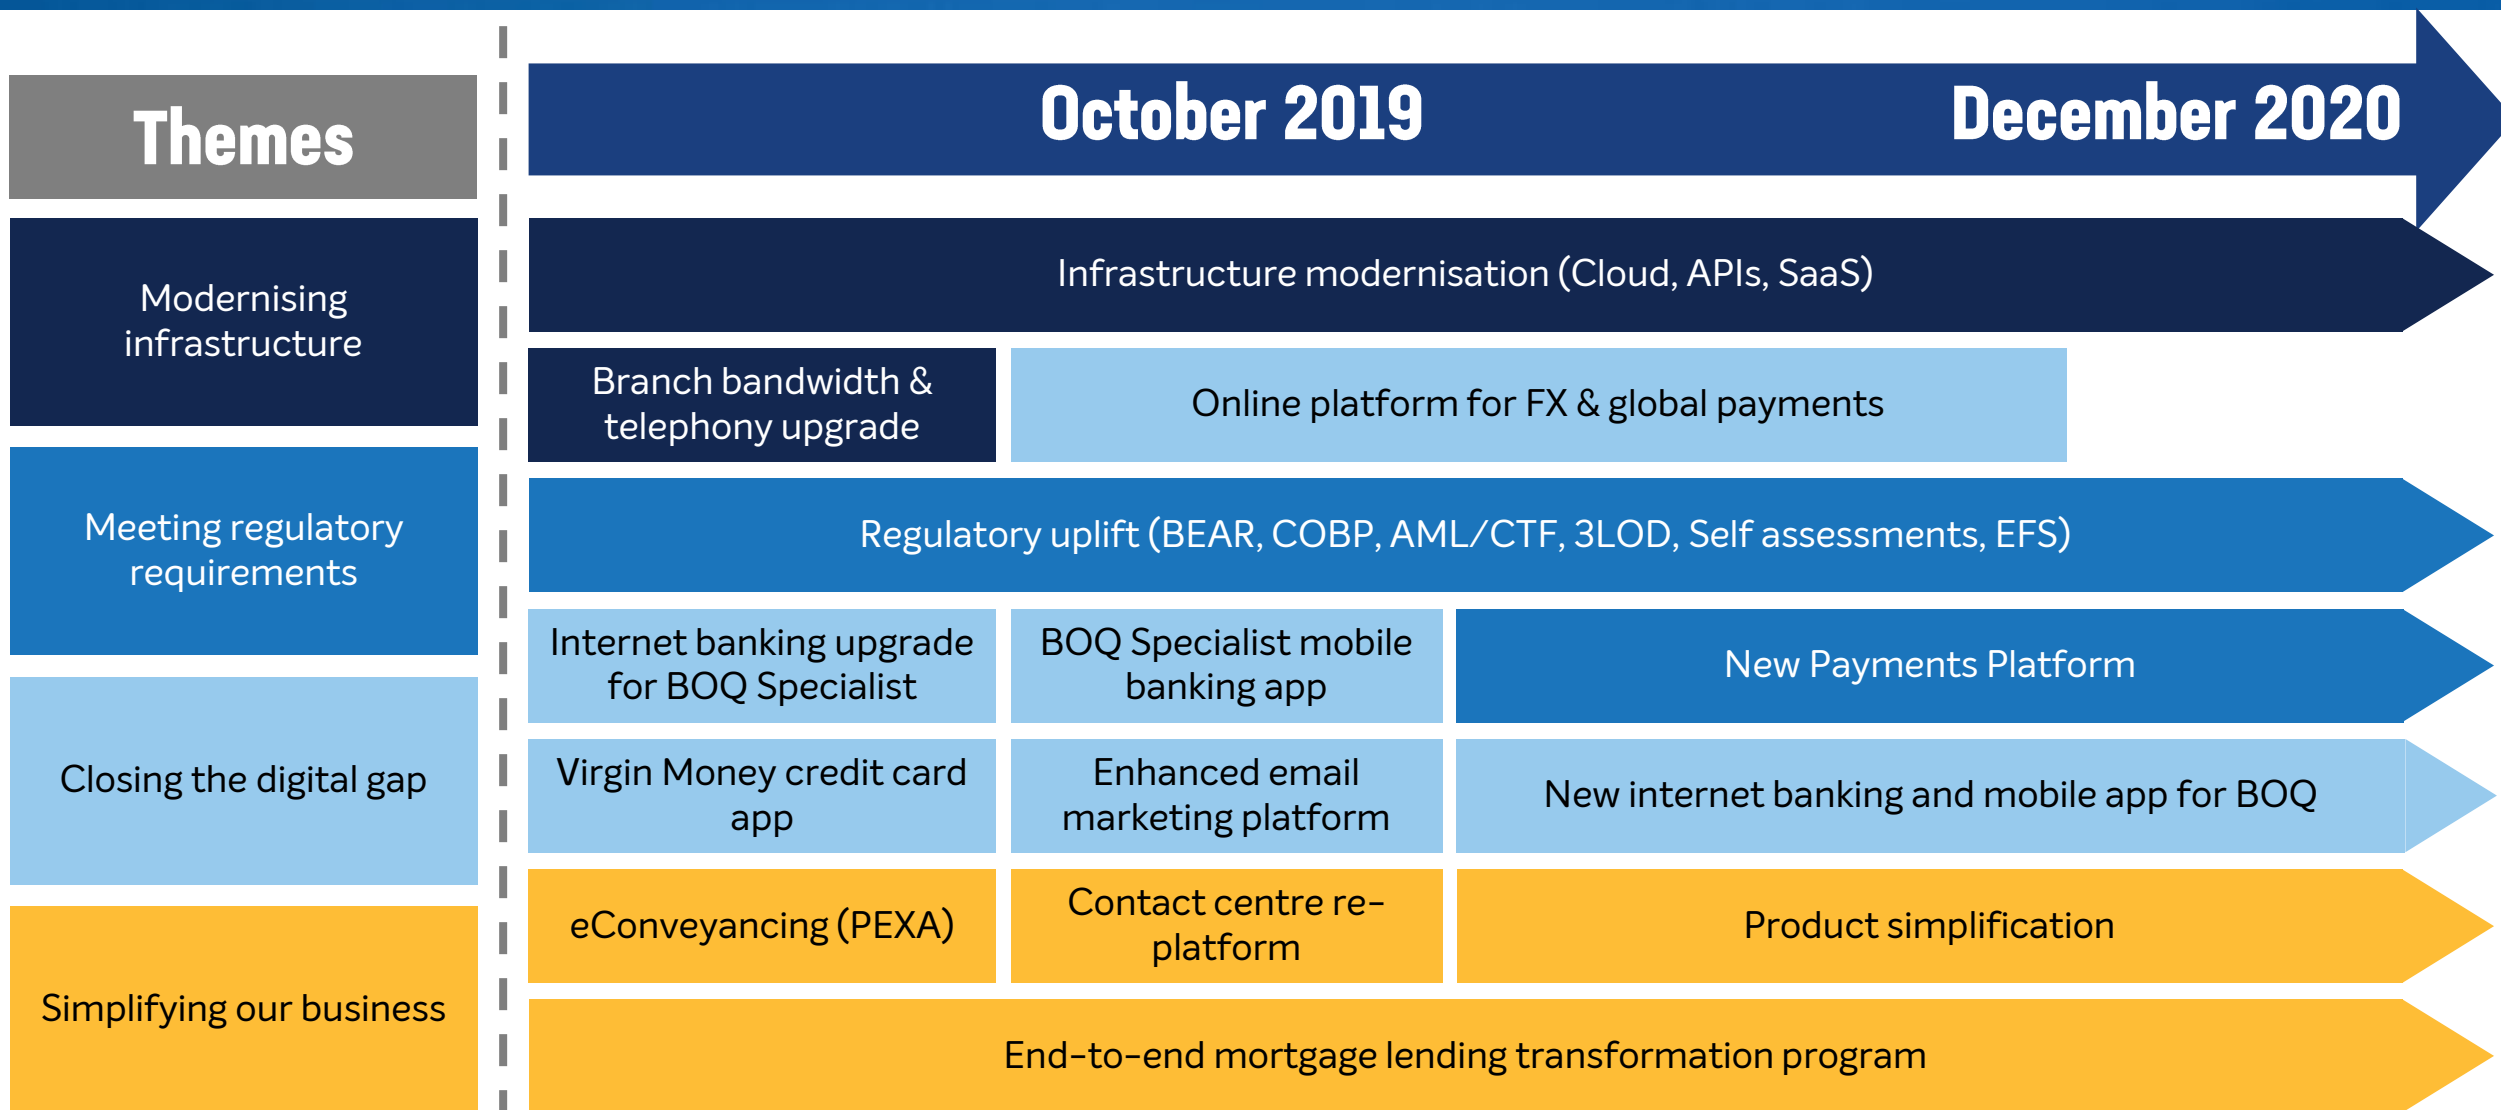 Themes
October 2019
December 2020
Modernising
infrastructure
Infrastructure modernisation (Cloud, APIs, SaaS)
Branch bandwidth &
telephony upgrade
Online platform for FX & global payments
Meeting regulatory
requirements
Regulatory uplift (BEAR, COBP, AML/CTF, 3LOD, Self assessments, EFS)
Internet banking upgrade
for BOQ Specialist
BOQ Specialist mobile
banking app
New Payments Platform
Closing the digital gap
Virgin Money credit card
app
Enhanced email
marketing platform
New internet banking and mobile app for BOQ
eConveyancing (PEXA)
Contact centre re-
platform
Product simplification
Simplifying our business
End-to-end mortgage lending transformation program